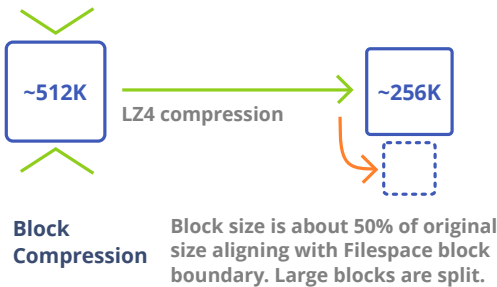 ~512K
~256K
LZ4 compression
Block
Compression
Block size is about 50% of original
size aligning with Filespace block
boundary. Large blocks are split.